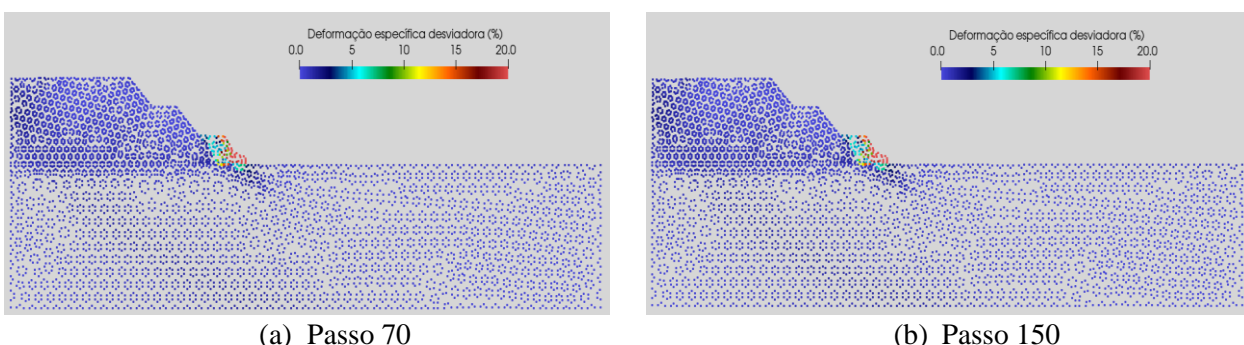 Deformação específica desviadora (%)
0.0 5 10 15 20.0
Deformação específica desviadora (%)
0.0 5 10 15 20.0
(a) Passo 70
(b) Passo 150